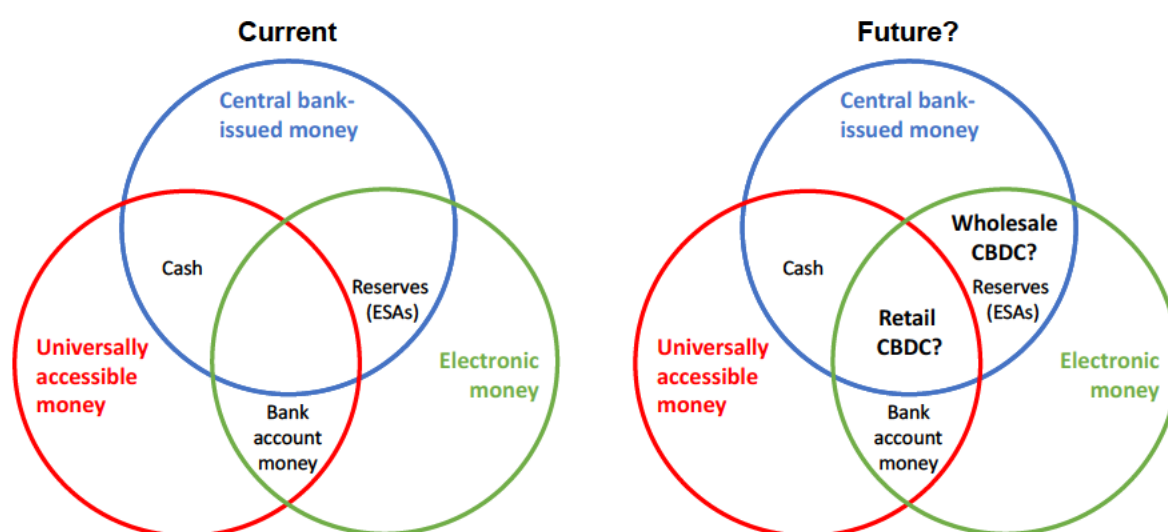 Current
Central bank-
issued money
Cash
Reserves
(ESAs)
Universally
accessible
money
Electronic
money
Bank
account
money
Future?
Central bank-
issued money
Wholesale
CBDC?
Cash
Reserves
(ESAs)
Retail
CBDC?
Universally
accessible
money
Electronic
money
Bank
account
money